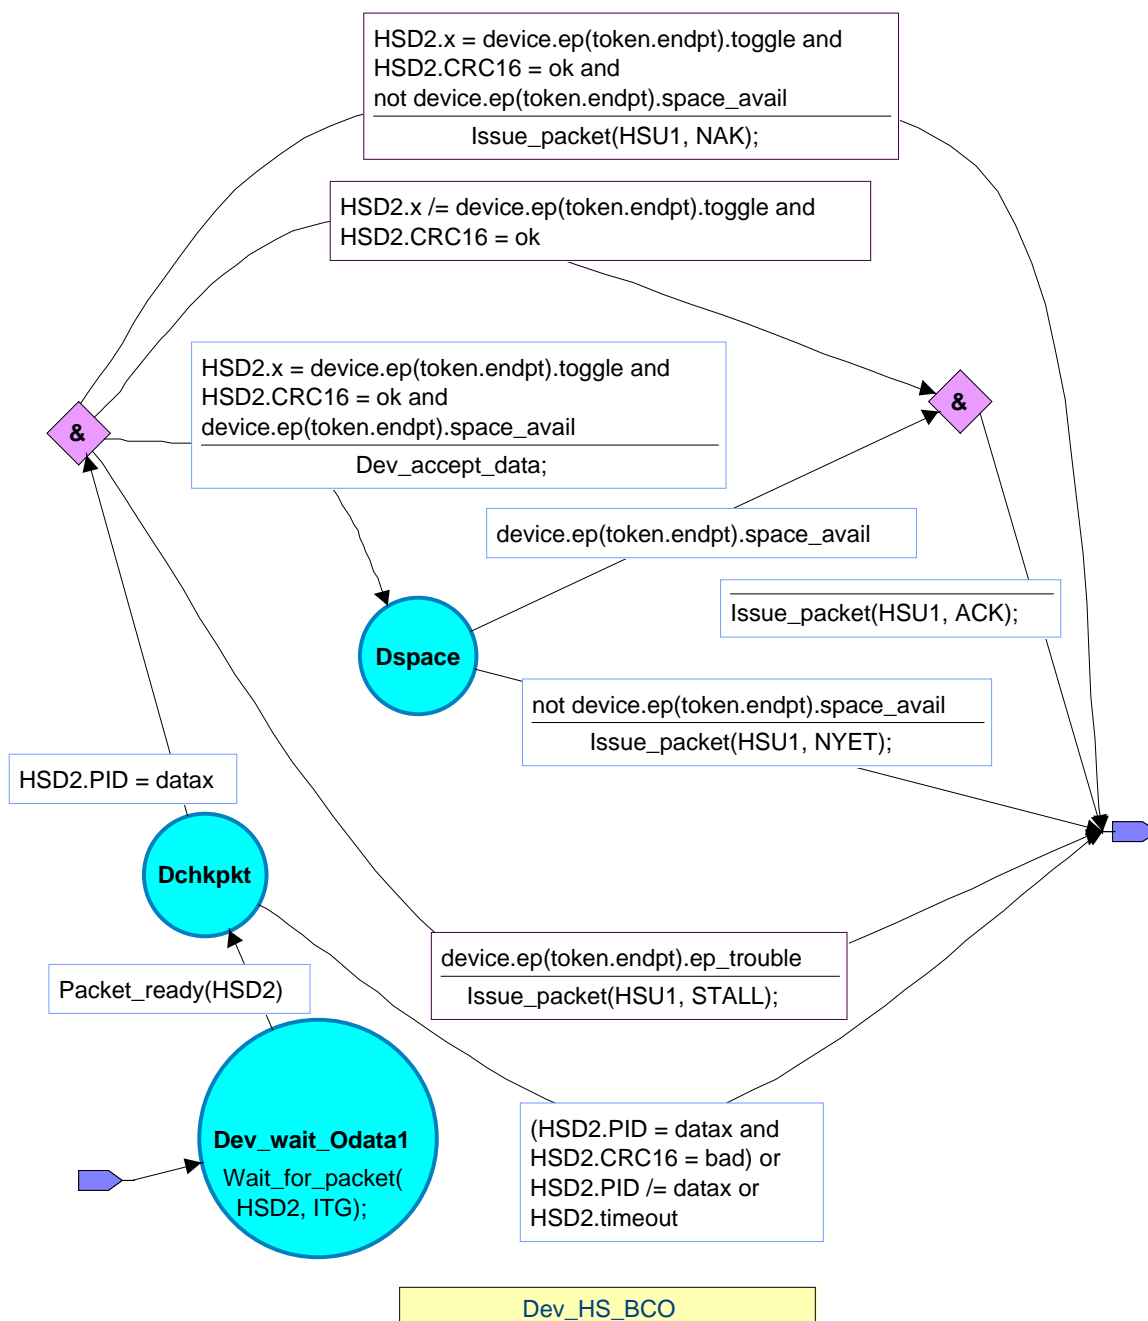 HSD2.x = device.ep(token.endpt).toggle and
HSD2.CRC16 = ok and
not device.ep(token.endpt).space_avail
Issue_packet(HSU1, NAK);
HSD2.x /= device.ep(token.endpt).toggle and
HSD2.CRC16 = ok
HSD2.x = device.ep(token.endpt).toggle and
HSD2.CRC16 = ok and
device.ep(token.endpt).space_avail
Dev_accept_data;
&
&
device.ep(token.endpt).space_avail
Issue_packet(HSU1, ACK);
Dspace
not device.ep(token.endpt).space_avail
Issue_packet(HSU1, NYET);
HSD2.PID = datax
Dchkpkt
device.ep(token.endpt).ep_trouble
Issue_packet(HSU1, STALL);
Packet_ready(HSD2)
Dev_wait_Odata1
Wait_for_packet(
HSD2, ITG);
(HSD2.PID = datax and
HSD2.CRC16 = bad) or
HSD2.PID /= datax or
HSD2.timeout
Dev_HS_BCO